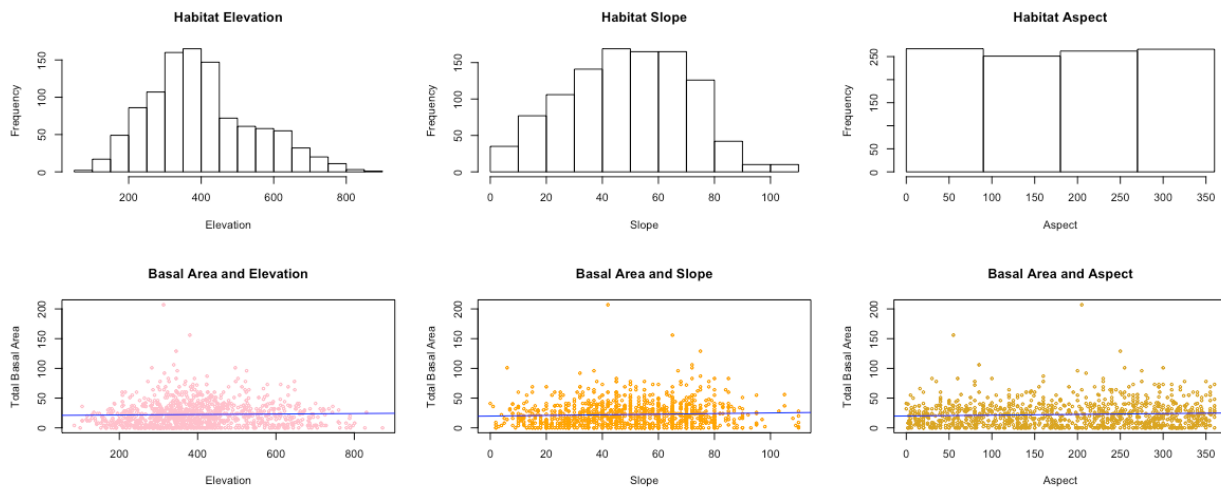 Habitat Elevation
Frequency
0 50 100 150
200 400 600 800
Elevation
Habitat Slope
Frequency
0 50 100 150
0 20 40 60 80 100
Slope
Habitat Aspect
Frequency
0 50 150 250
0 50 100 150 200 250 300 350
Aspect
Basal Area and Elevation
Total Basal Area
0 50 100 150 200
200 400 600 800
Elevation
Basal Area and Slope
Total Basal Area
0 50 100 150 200
0 20 40 60 80 100
Slope
Basal Area and Aspect
Total Basal Area
0 50 100 150 200
0 50 100 150 200 250 300 350
Aspect